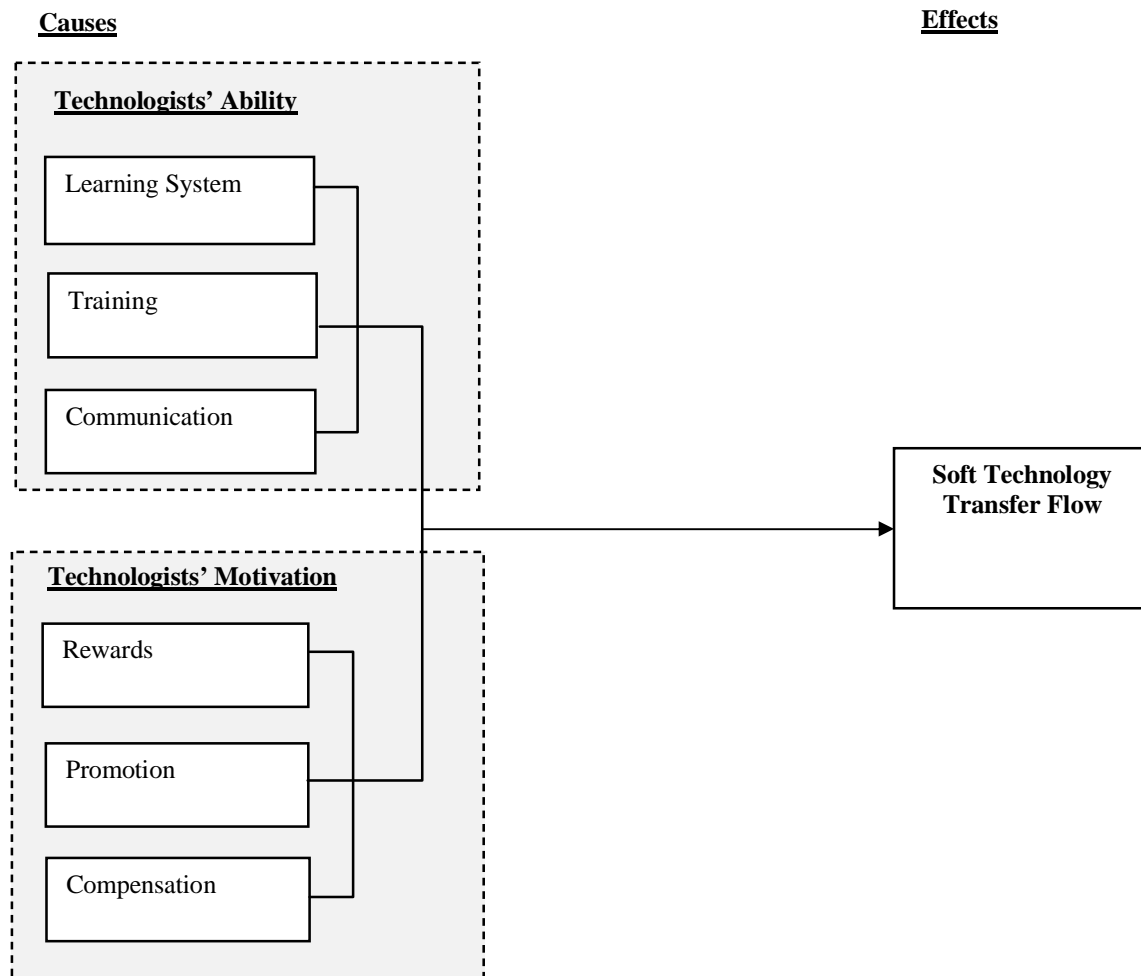 Causes
Effects
Technologists’ Ability
Learning System
Training
Communication
Soft Technology
Transfer Flow
Technologists’ Motivation
Rewards
Promotion
Compensation